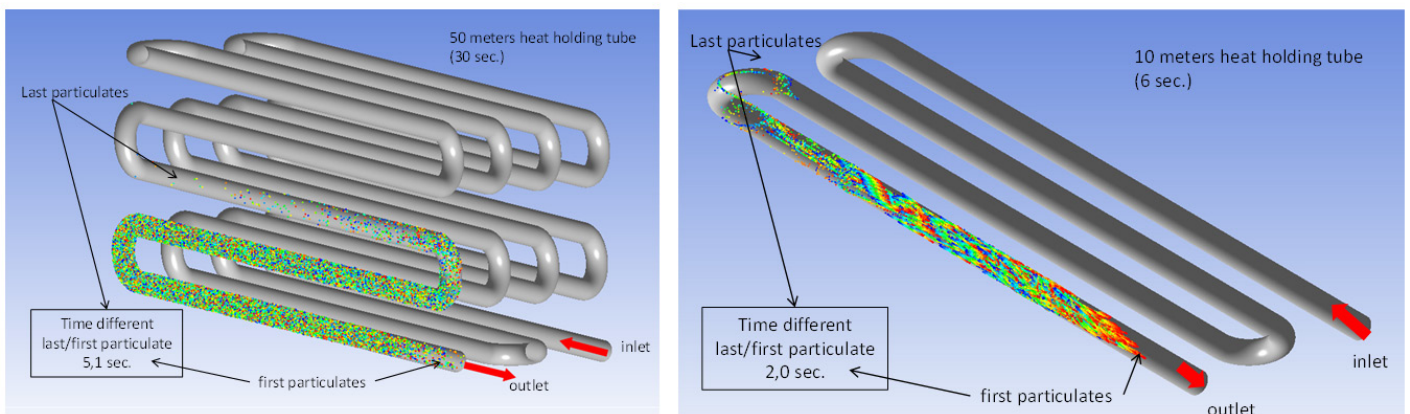 50 meters heat holding tube
(30 sec.)
Last particulates
Time different
last/first particulate
5,1 sec.
first particulates
inlet
outlet
Last particulates
10 meters heat holding tube
(6 sec.)
Time different
last/first particulate
2,0 sec.
first particulates
inlet
outlet